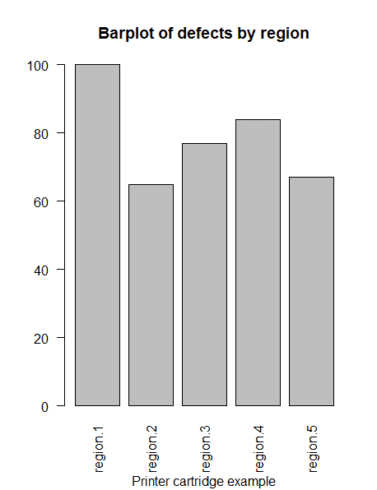 Barplot of defects by region
100
80
60
40
20
0
region.1
region.2
region.3
region.4
region.5
Printer cartridge example